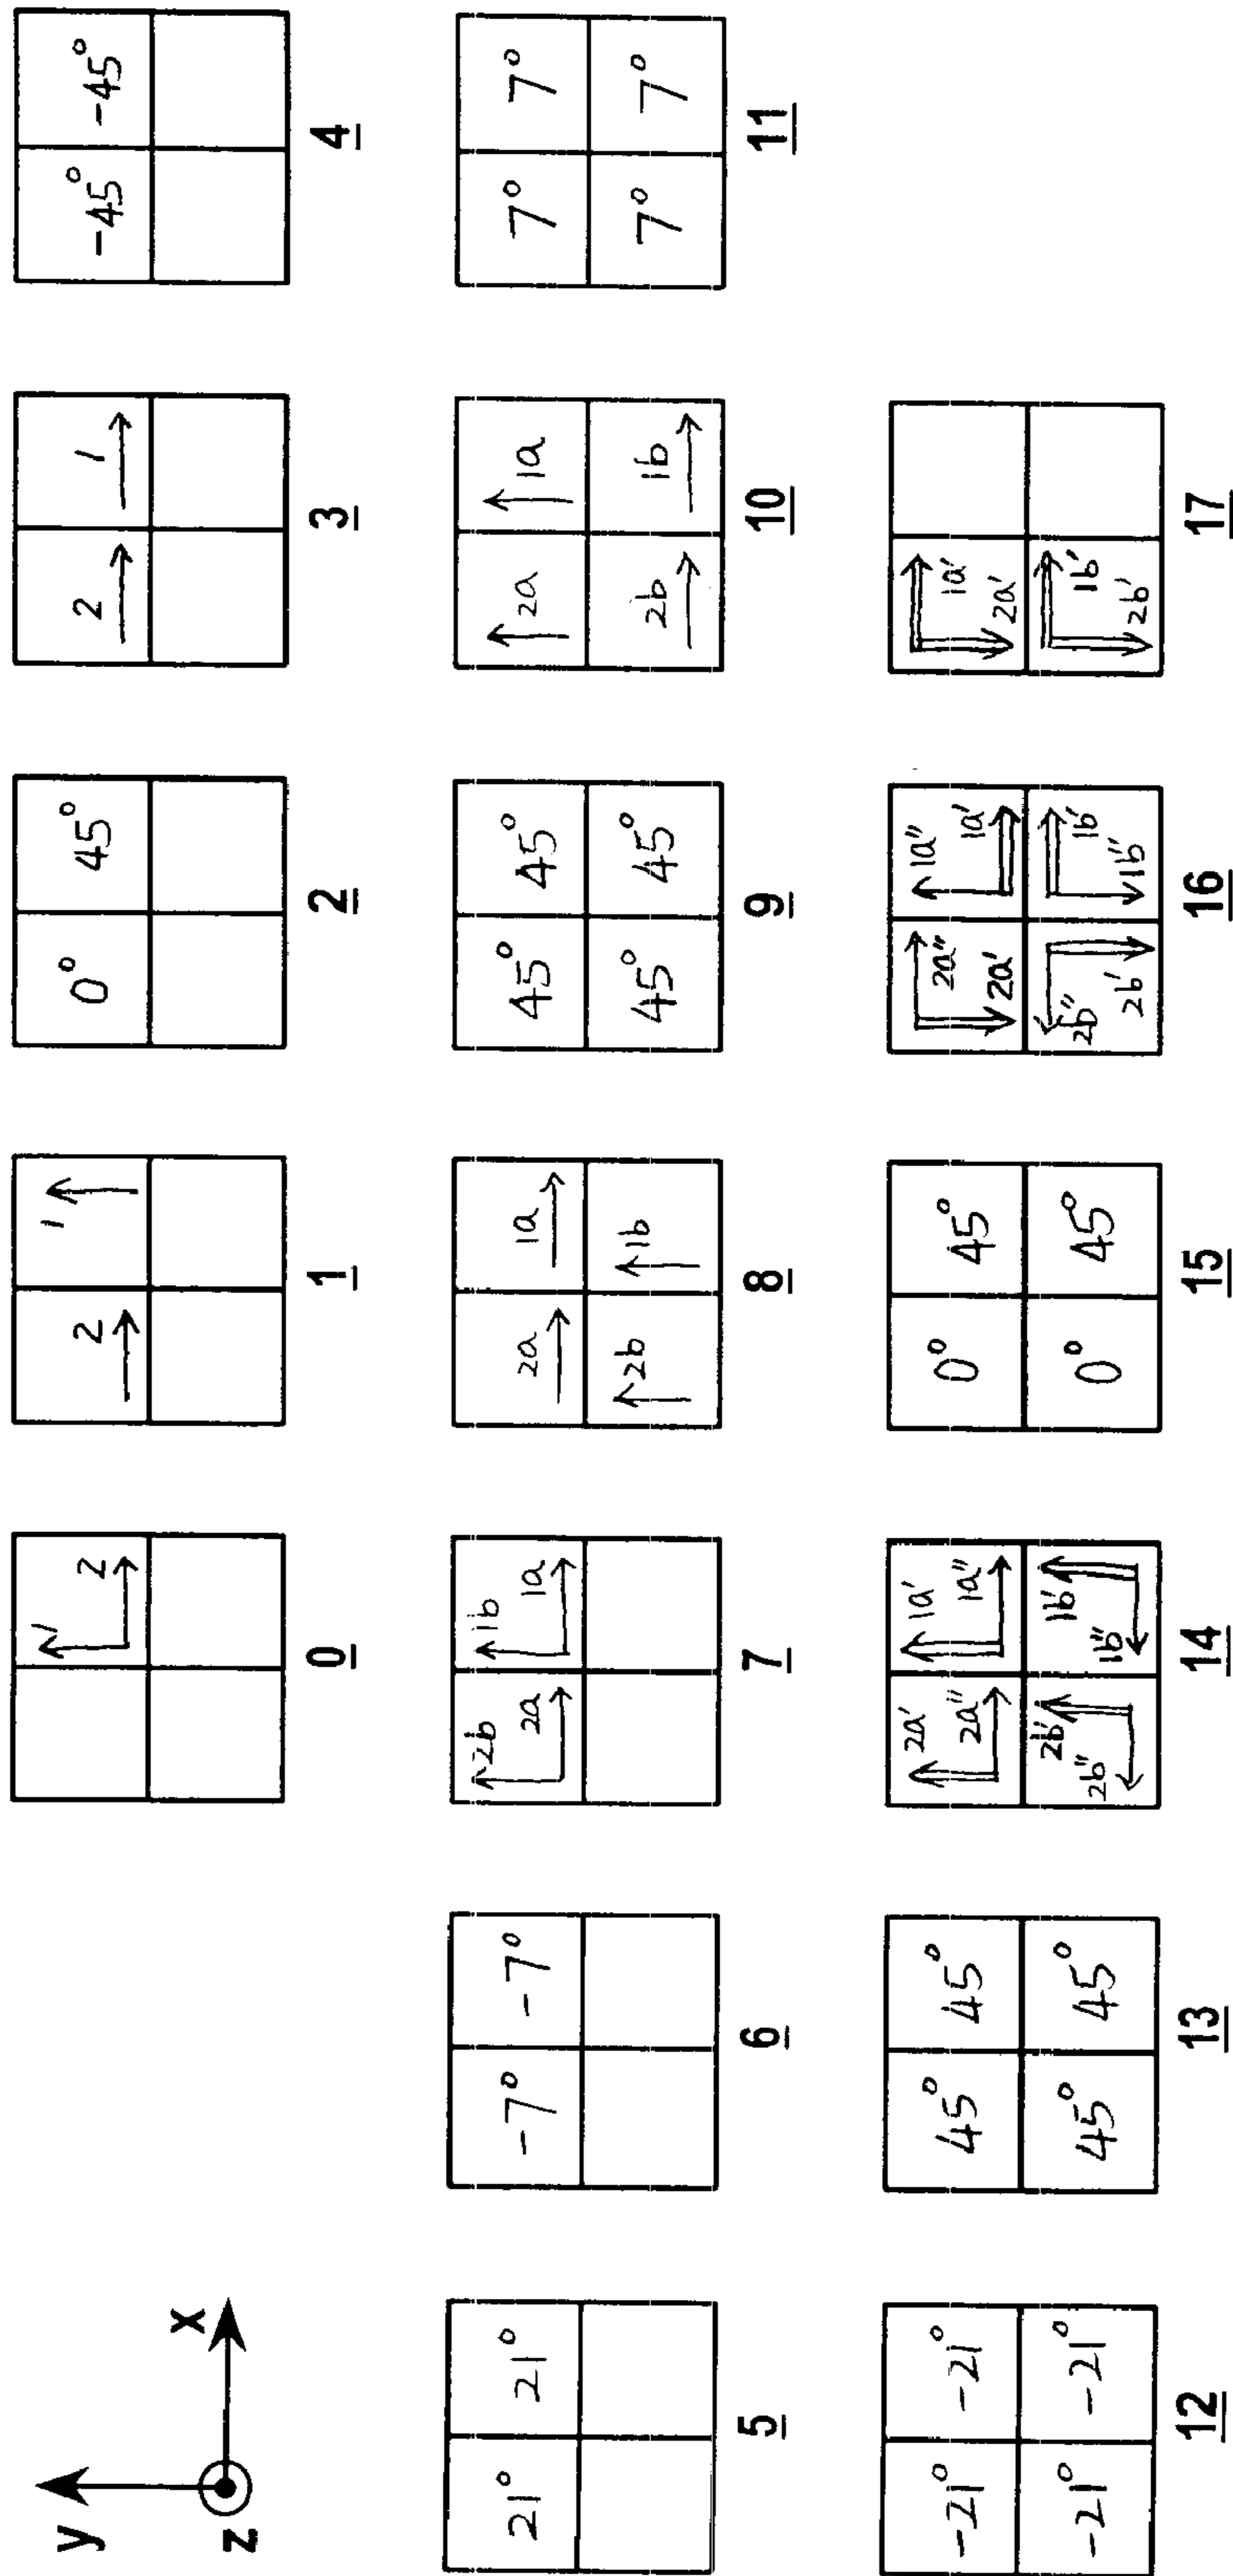 y
x
z
1 2
0
2 1
1
0° 45°
2
2 1
3
-45° -45°
4
21° 21°
5
-7° -7°
6
2b 1b
2a 1a
7
2a 1a
2b 1b
8
45° 45°
45° 45°
9
2a 1a
2b 1b
10
7° 7°
7° 7°
11
-21° -21°
-21° -21°
12
45° 45°
45° 45°
13
2a' 1a'
2a" 1a"
2b' 1b'
2b" 1b"
14
0° 45°
0° 45°
15
2a" 1a"
2a' 1a'
2b" 1b'
2b' 1b"
16
1a'
2a'
1b'
2b'
17